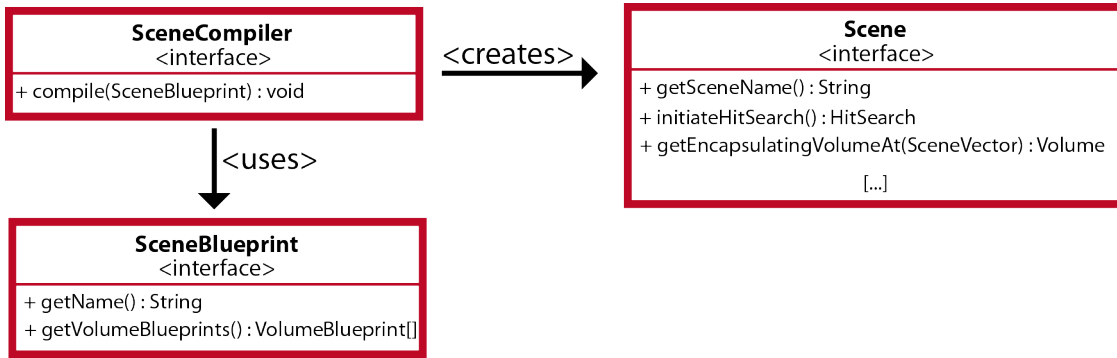 SceneCompiler
<interface>
+ compile(SceneBlueprint) : void
<creates>
Scene
<interface>
+ getSceneName() : String
+ initiateHitSearch() : HitSearch
+ getEncapsulatingVolumeAt(SceneVector) : Volume
[...]
<uses>
SceneBlueprint
<interface>
+ getName() : String
+ getVolumeBlueprints() : VolumeBlueprint[]